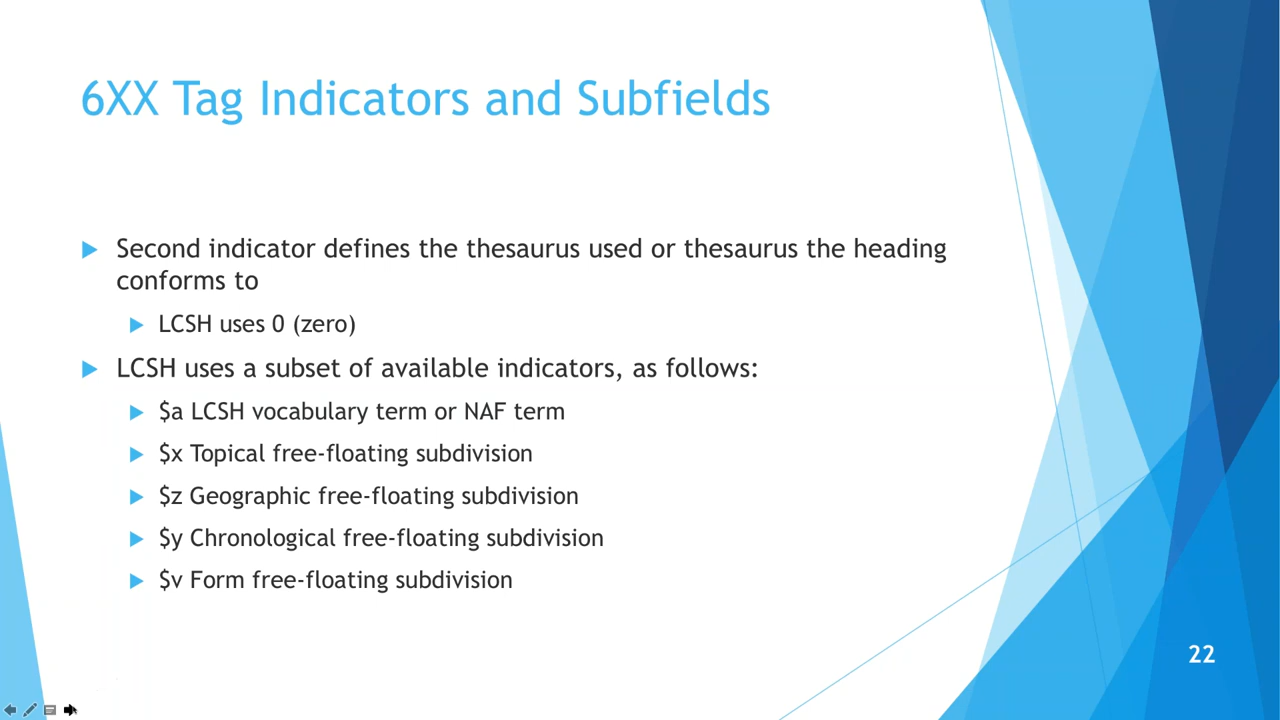 6XX Tag Indicators and Subfields
Second indicator defines the thesaurus used or thesaurus the heading
conforms to
LCSH uses 0 (zero)
LCSH uses a subset of available indicators, as follows:
$a LCSH vocabulary term or NAF term
$x Topical free-floating subdivision
$z Geographic free-floating subdivision
$y Chronological free-floating subdivision
$v Form free-floating subdivision
22